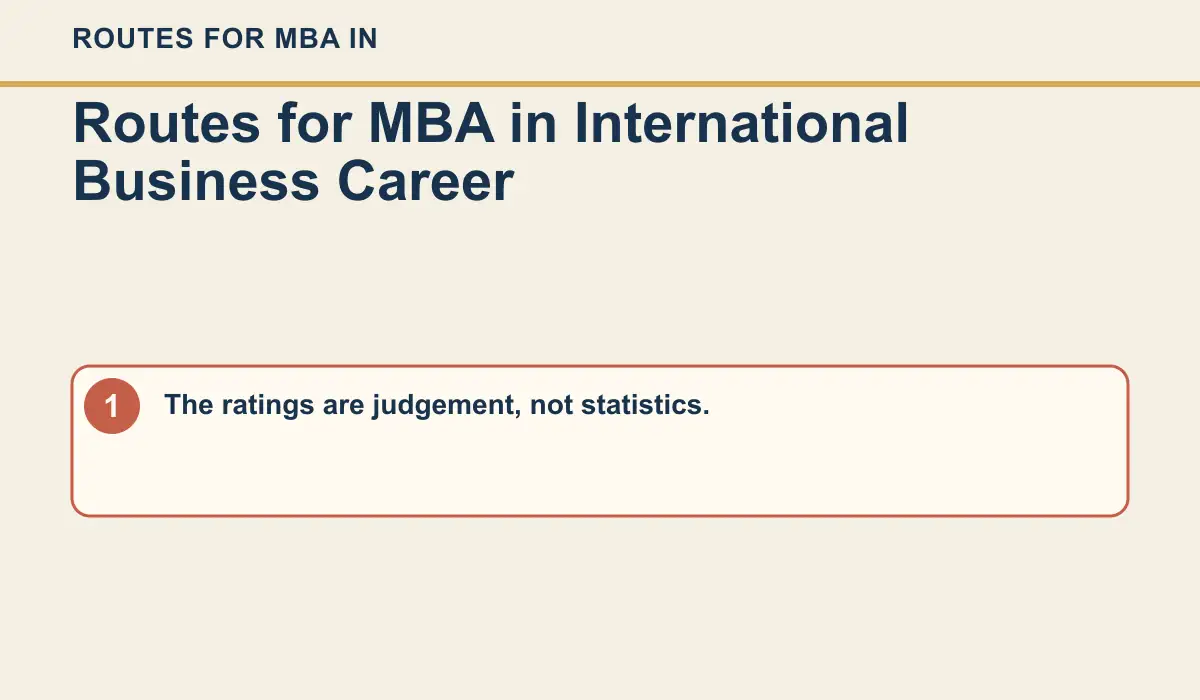 ROUTES FOR MBA IN
Routes for MBA in International
Business Career
1 The ratings are judgement, not statistics.